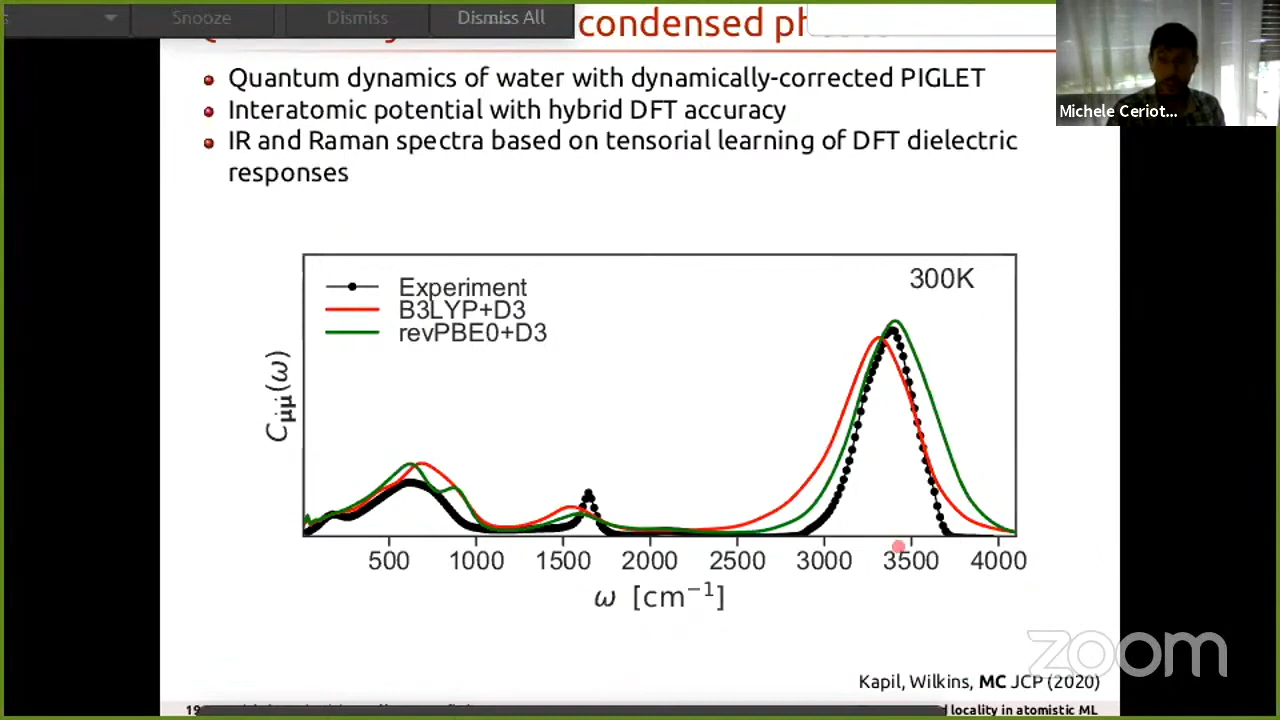 Snooze
Dismiss
Dismiss All
condensed
Michele Ceriot...
Quantum dynamics of water with dynamically-corrected PIGLET
Interatomic potential with hybrid DFT accuracy
IR and Raman spectra based on tensorial learning of DFT dielectric
responses
300K
Experiment
B3LYP+D3
revPBE0+D3
C_μ̇μ̇(ω)
500 1000 1500 2000 2500 3000 3500 4000
ω [cm⁻¹]
zoom
Kapil, Wilkins, MC JCP (2020)
19
locality in atomistic ML